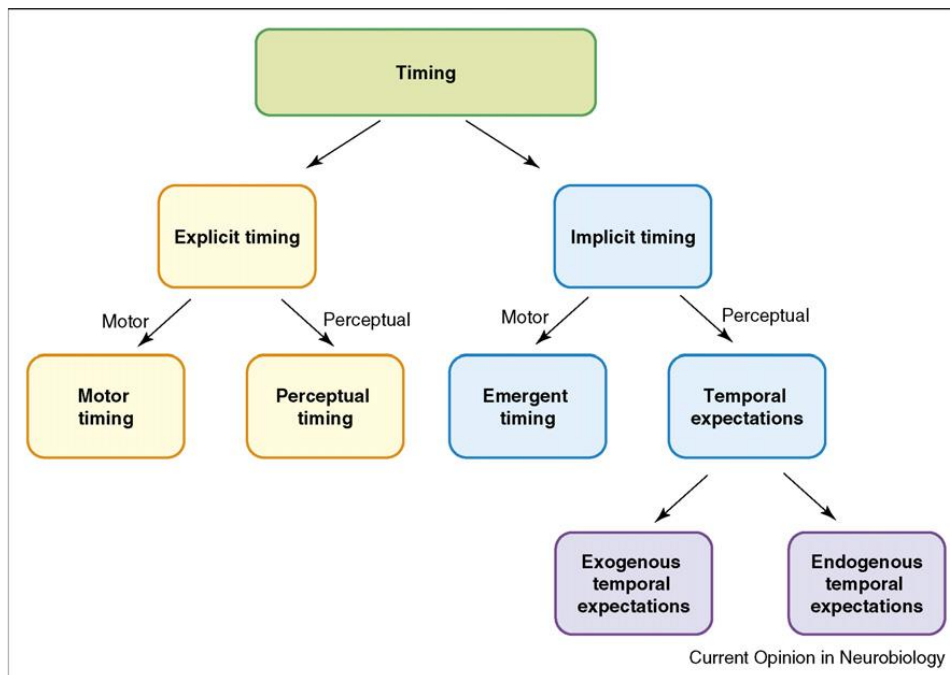 Timing
Explicit timing
Implicit timing
Motor
Perceptual
Motor
Perceptual
Motor
timing
Perceptual
timing
Emergent
timing
Temporal
expectations
Exogenous
temporal
expectations
Endogenous
temporal
expectations
Current Opinion in Neurobiology